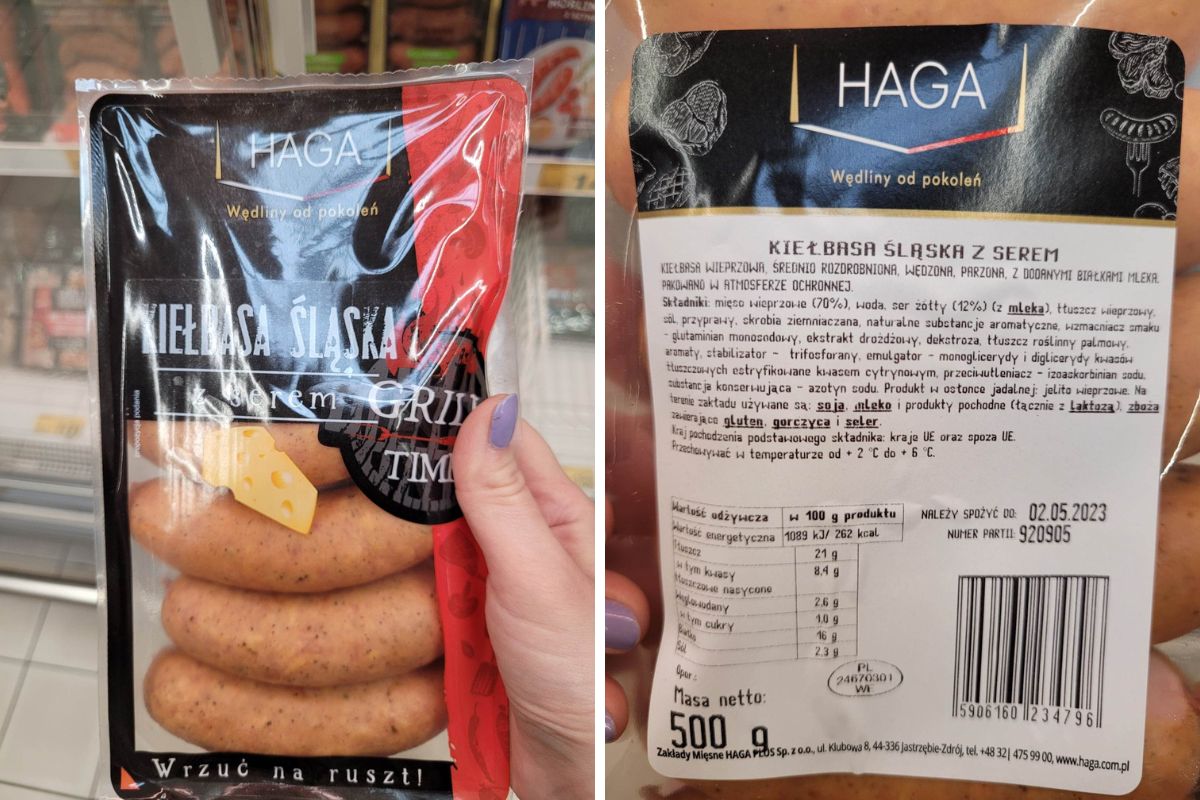 HAGA
Wędliny od pokoleń
KIEŁBASA ŚLĄSKA
z serem
GRILL
TIM
propozycja podania
Wrzuć na ruszt!
HAGA
Wędliny od pokoleń
KIEŁBASA ŚLĄSKA Z SEREM
KIEŁBASA WIEPRZOWA, ŚREDNIO ROZDROBNIONA, WĘDZONA, PARZONA, Z DODANYMI BIAŁKAMI MLEKA.
PAKOWANO W ATMOSFERZE OCHRONNEJ.
Składniki: mięso wieprzowe (70%), woda, ser żółty (12%) (z mleka), tłuszcz wieprzowy,
sól, przyprawy, skrobia ziemniaczana, naturalne substancje aromatyczne, wzmacniacz smaku
- glutaminian monosodowy, ekstrakt drożdżowy, dekstroza, tłuszcz roślinny palmowy,
aromaty, stabilizator - trifosforany, emulgator - monoglicerydy i diglicerydy kwasów
tłuszczowych estryfikowane kwasem cytrynowym, przeciwutleniacz - izoaskorbinian sodu,
substancja konserwująca - azotyn sodu. Produkt w osłonce jadalnej: jelito wieprzowe. Na
terenie zakładu używane są: soja, mleko i produkty pochodne (łącznie z laktozą), zboża
zawierające gluten, gorczyca i seler.
Kraj pochodzenia podstawowego składnika: kraje UE oraz spoza UE.
Przechowywać w temperaturze od + 2 °C do + 6 °C.
Wartość odżywcza w 100 g produktu
Wartość energetyczna 1089 kJ/ 262 kcal
Tłuszcz 21 g
w tym kwasy
tłuszczowe nasycone 8,4 g
Węglowodany 2,6 g
w tym cukry 1,0 g
Białko 16 g
Sól 2,3 g
NALEŻY SPOŻYĆ DO: 02.05.2023
NUMER PARTII: 920905
PL
24670301
WE
Masa netto:
500 g
5906160 234796
Zakłady Mięsne HAGA PLUS Sp. z o.o., ul. Klubowa 8, 44-336 Jastrzębie-Zdrój, tel. +48 32| 475 99 00, www.haga.com.pl